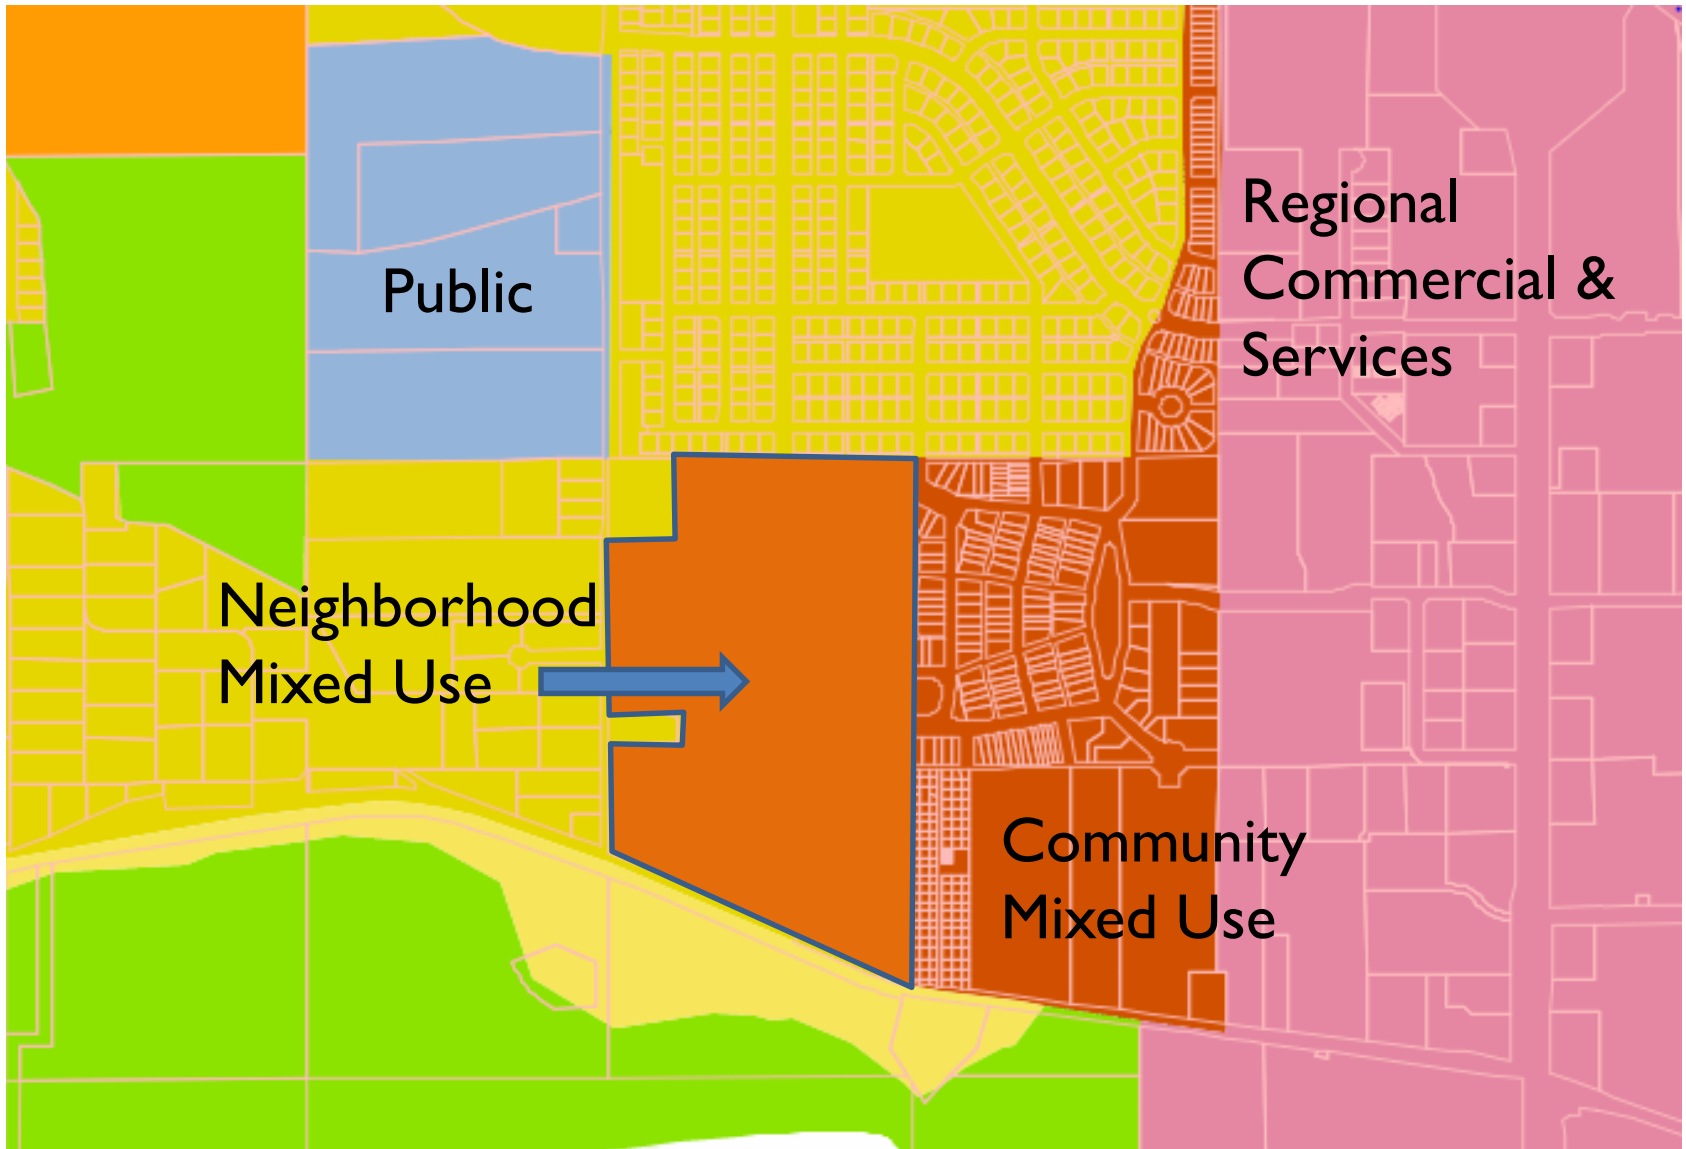 Regional
Commercial &
Services
Public
Neighborhood
Mixed Use
Community
Mixed Use